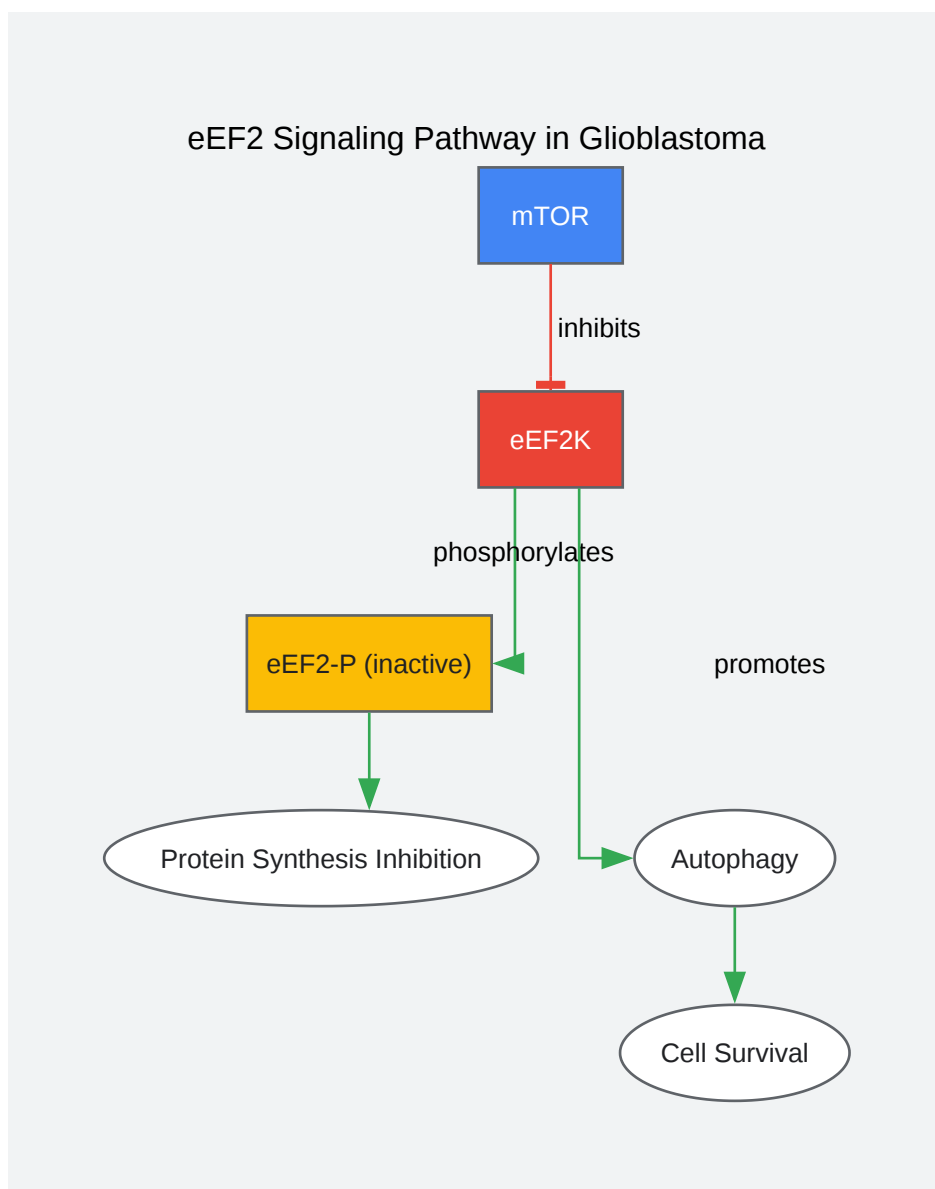 eEF2 Signaling Pathway in Glioblastoma
mTOR
inhibits
eEF2K
phosphorylates
eEF2-P (inactive)
promotes
Protein Synthesis Inhibition
Autophagy
Cell Survival